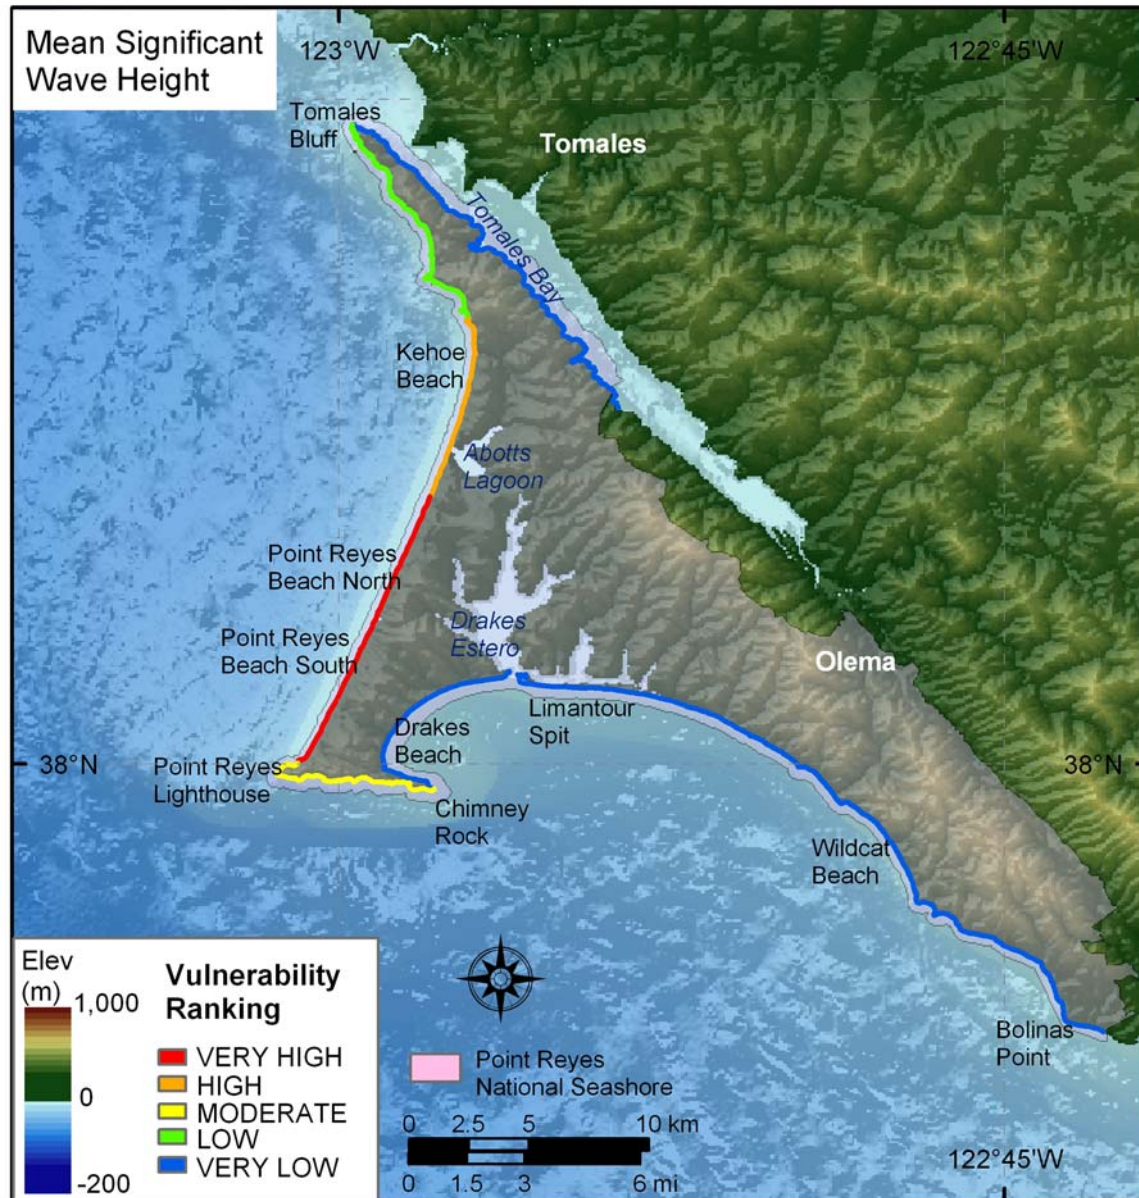 Mean Significant
Wave Height
123°W
122°45'W
Tomales
Bluff
Tomales
Tomales Bay
Kehoe
Beach
Abotts
Lagoon
Point Reyes
Beach North
Drakes
Estero
Point Reyes
Beach South
Olema
Limantour
Spit
Drakes
Beach
38°N
Point Reyes
Lighthouse
38°N
Chimney
Rock
Wildcat
Beach
Bolinas
Point
Elev
(m)
1,000
0
-200
Vulnerability
Ranking
VERY HIGH
HIGH
MODERATE
LOW
VERY LOW
Point Reyes
National Seashore
0 2.5 5 10 km
0 1.5 3 6 mi
122°45'W